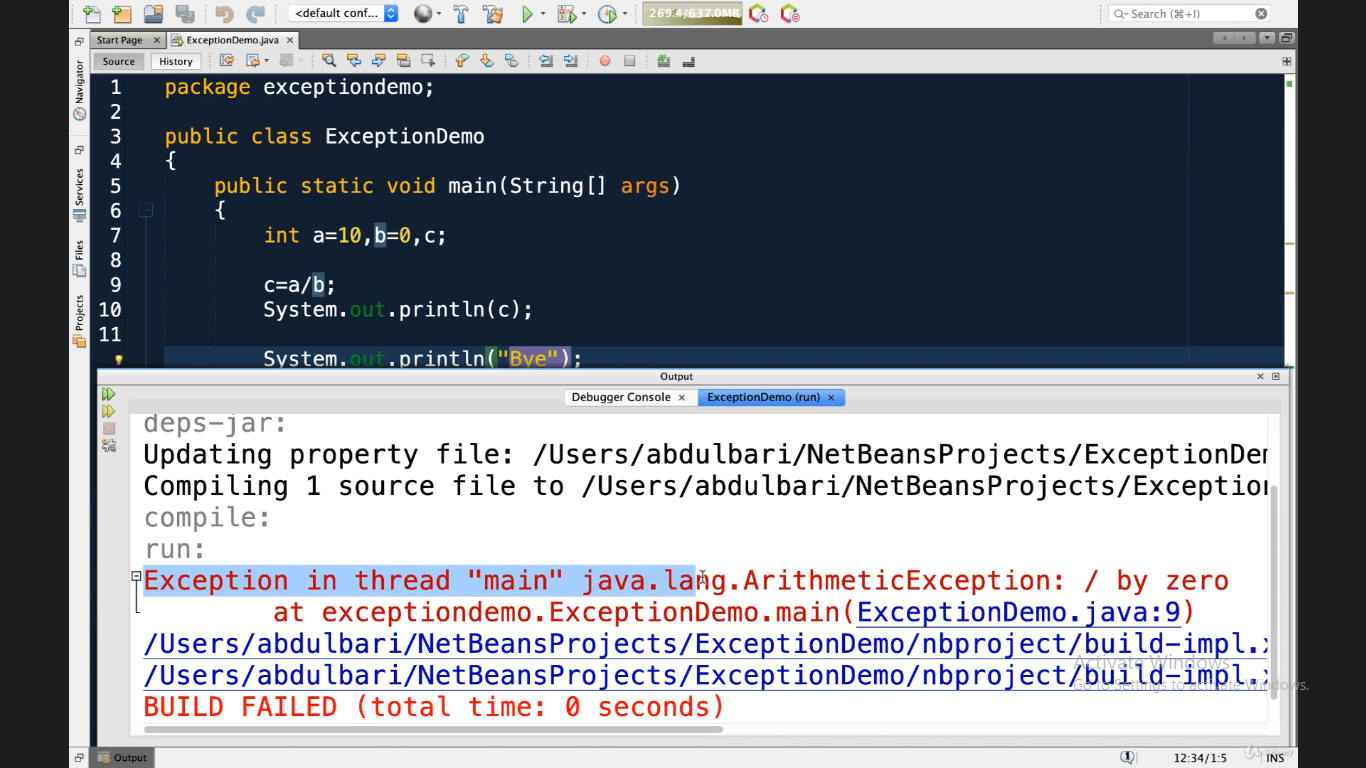 <default conf...
269.4/637.0MB
Search (⌘+I)
Start Page
ExceptionDemo.java
Source
History
Navigator
Services
Files
Projects
1 package exceptiondemo;
2
3 public class ExceptionDemo
4 {
5 public static void main(String[] args)
6 {
7 int a=10,b=0,c;
8
9 c=a/b;
10 System.out.println(c);
11
System.out.println("Bye");
Output
Debugger Console
ExceptionDemo (run)
deps-jar:
Updating property file: /Users/abdulbari/NetBeansProjects/ExceptionDem
Compiling 1 source file to /Users/abdulbari/NetBeansProjects/Exception
compile:
run:
Exception in thread "main" java.lang.ArithmeticException: / by zero
at exceptiondemo.ExceptionDemo.main(ExceptionDemo.java:9)
/Users/abdulbari/NetBeansProjects/ExceptionDemo/nbproject/build-impl.x
/Users/abdulbari/NetBeansProjects/ExceptionDemo/nbproject/build-impl.x
BUILD FAILED (total time: 0 seconds)
Activate Windows
Go to Settings to activate Windows.
Output
1
12:34/1:5
INS